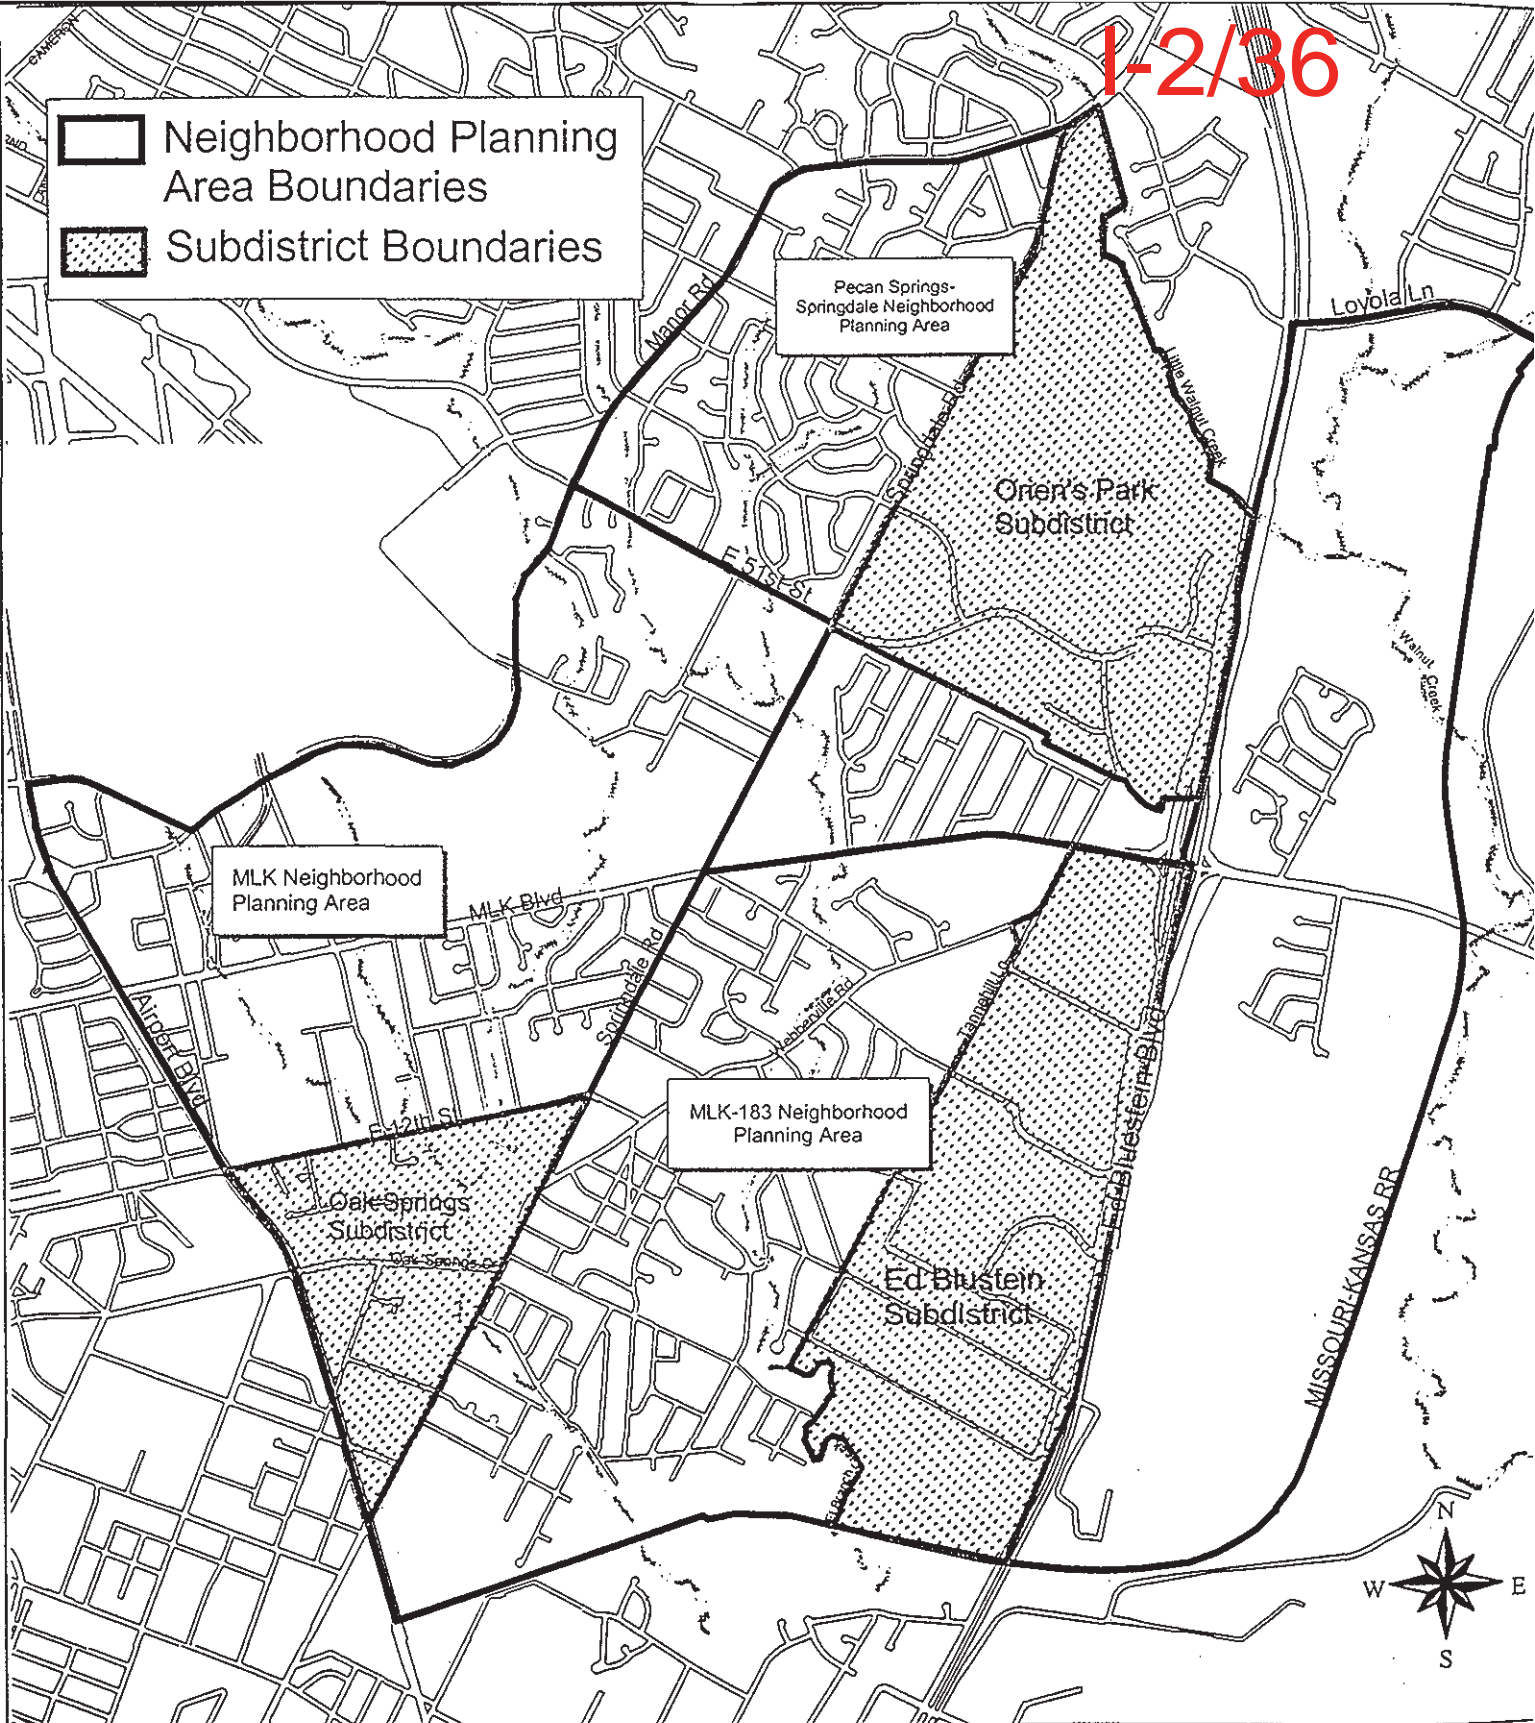 I-2/36
CAMERON
Neighborhood Planning
Area Boundaries
Subdistrict Boundaries
Manor Rd
Pecan Springs-
Springdale Neighborhood
Planning Area
Loyola Ln
Little Walnut Creek
Springdale Rd
Orien's Park
Subdistrict
E 51st St
Walnut
Creek
MLK Neighborhood
Planning Area
MLK Blvd
Springdale Rd
Airport Blvd
Webberville Rd
Tannehill Ln
Ed Bluestein Blvd
MLK-183 Neighborhood
Planning Area
E 12th St
Oak Springs
Subdistrict
Oak Springs Dr
Ed Blustein
Subdistrict
MISSOURI-KANSAS RR
N
W
E
S